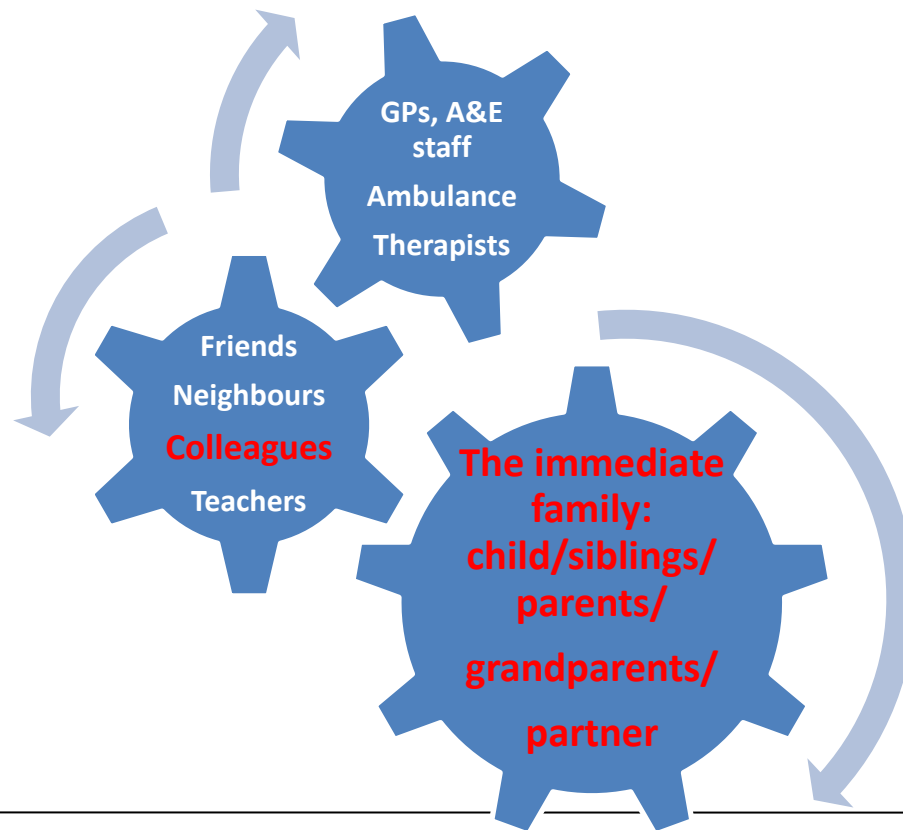 GPs, A&E
staff
Ambulance
Therapists
Friends
Neighbours
Colleagues
Teachers
The immediate
family:
child/siblings/
parents/
grandparents/
partner